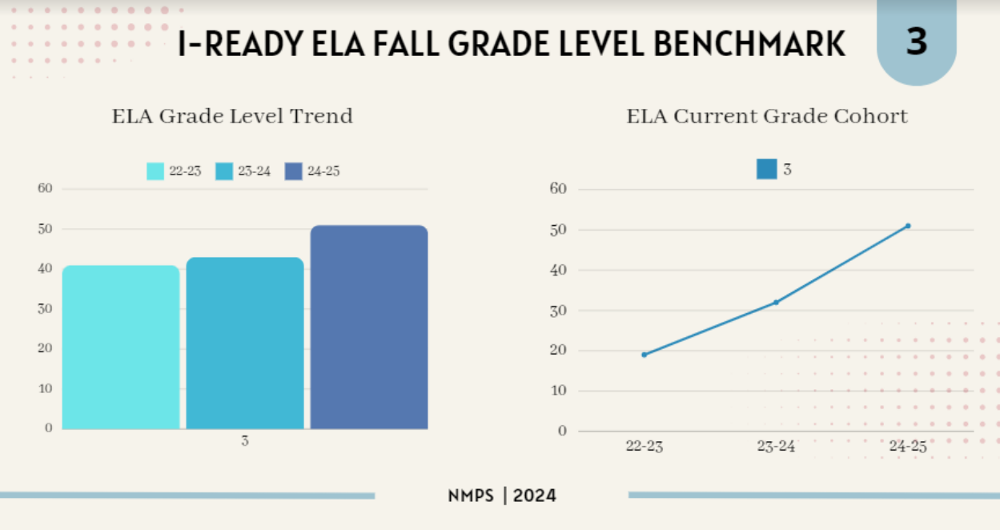 I-READY ELA FALL GRADE LEVEL BENCHMARK
3
ELA Grade Level Trend
22-23 23-24 24-25
60
50
40
30
20
10
0
3
ELA Current Grade Cohort
3
60
50
40
30
20
10
0
22-23 23-24 24-25
NMPS | 2024